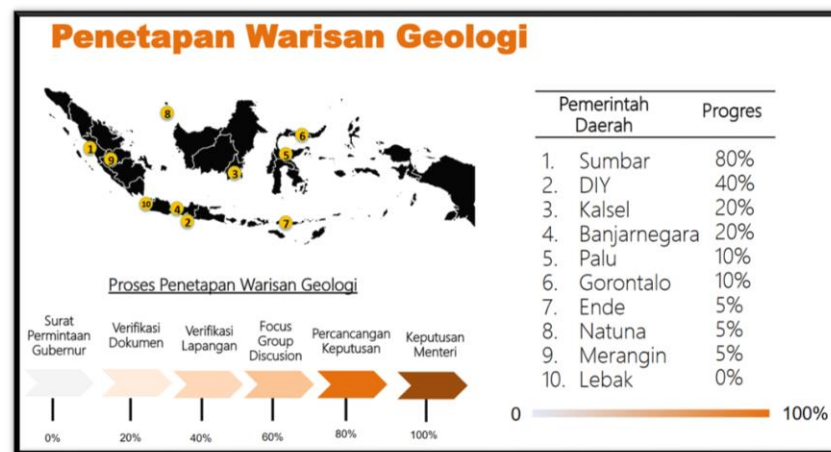 Penetapan Warisan Geologi
8
6
1
9
5
3
10
4
2
7
Pemerintah
Daerah
Progres
1. Sumbar 80%
2. DIY 40%
3. Kalsel 20%
4. Banjarnegara 20%
5. Palu 10%
6. Gorontalo 10%
7. Ende 5%
8. Natuna 5%
9. Merangin 5%
10. Lebak 0%
0 100%
Proses Penetapan Warisan Geologi
Surat
Permintaan
Gubernur
Verifikasi
Dokumen
Verifikasi
Lapangan
Focus
Group
Discusion
Percancangan
Keputusan
Keputusan
Menteri
0% 20% 40% 60% 80% 100%